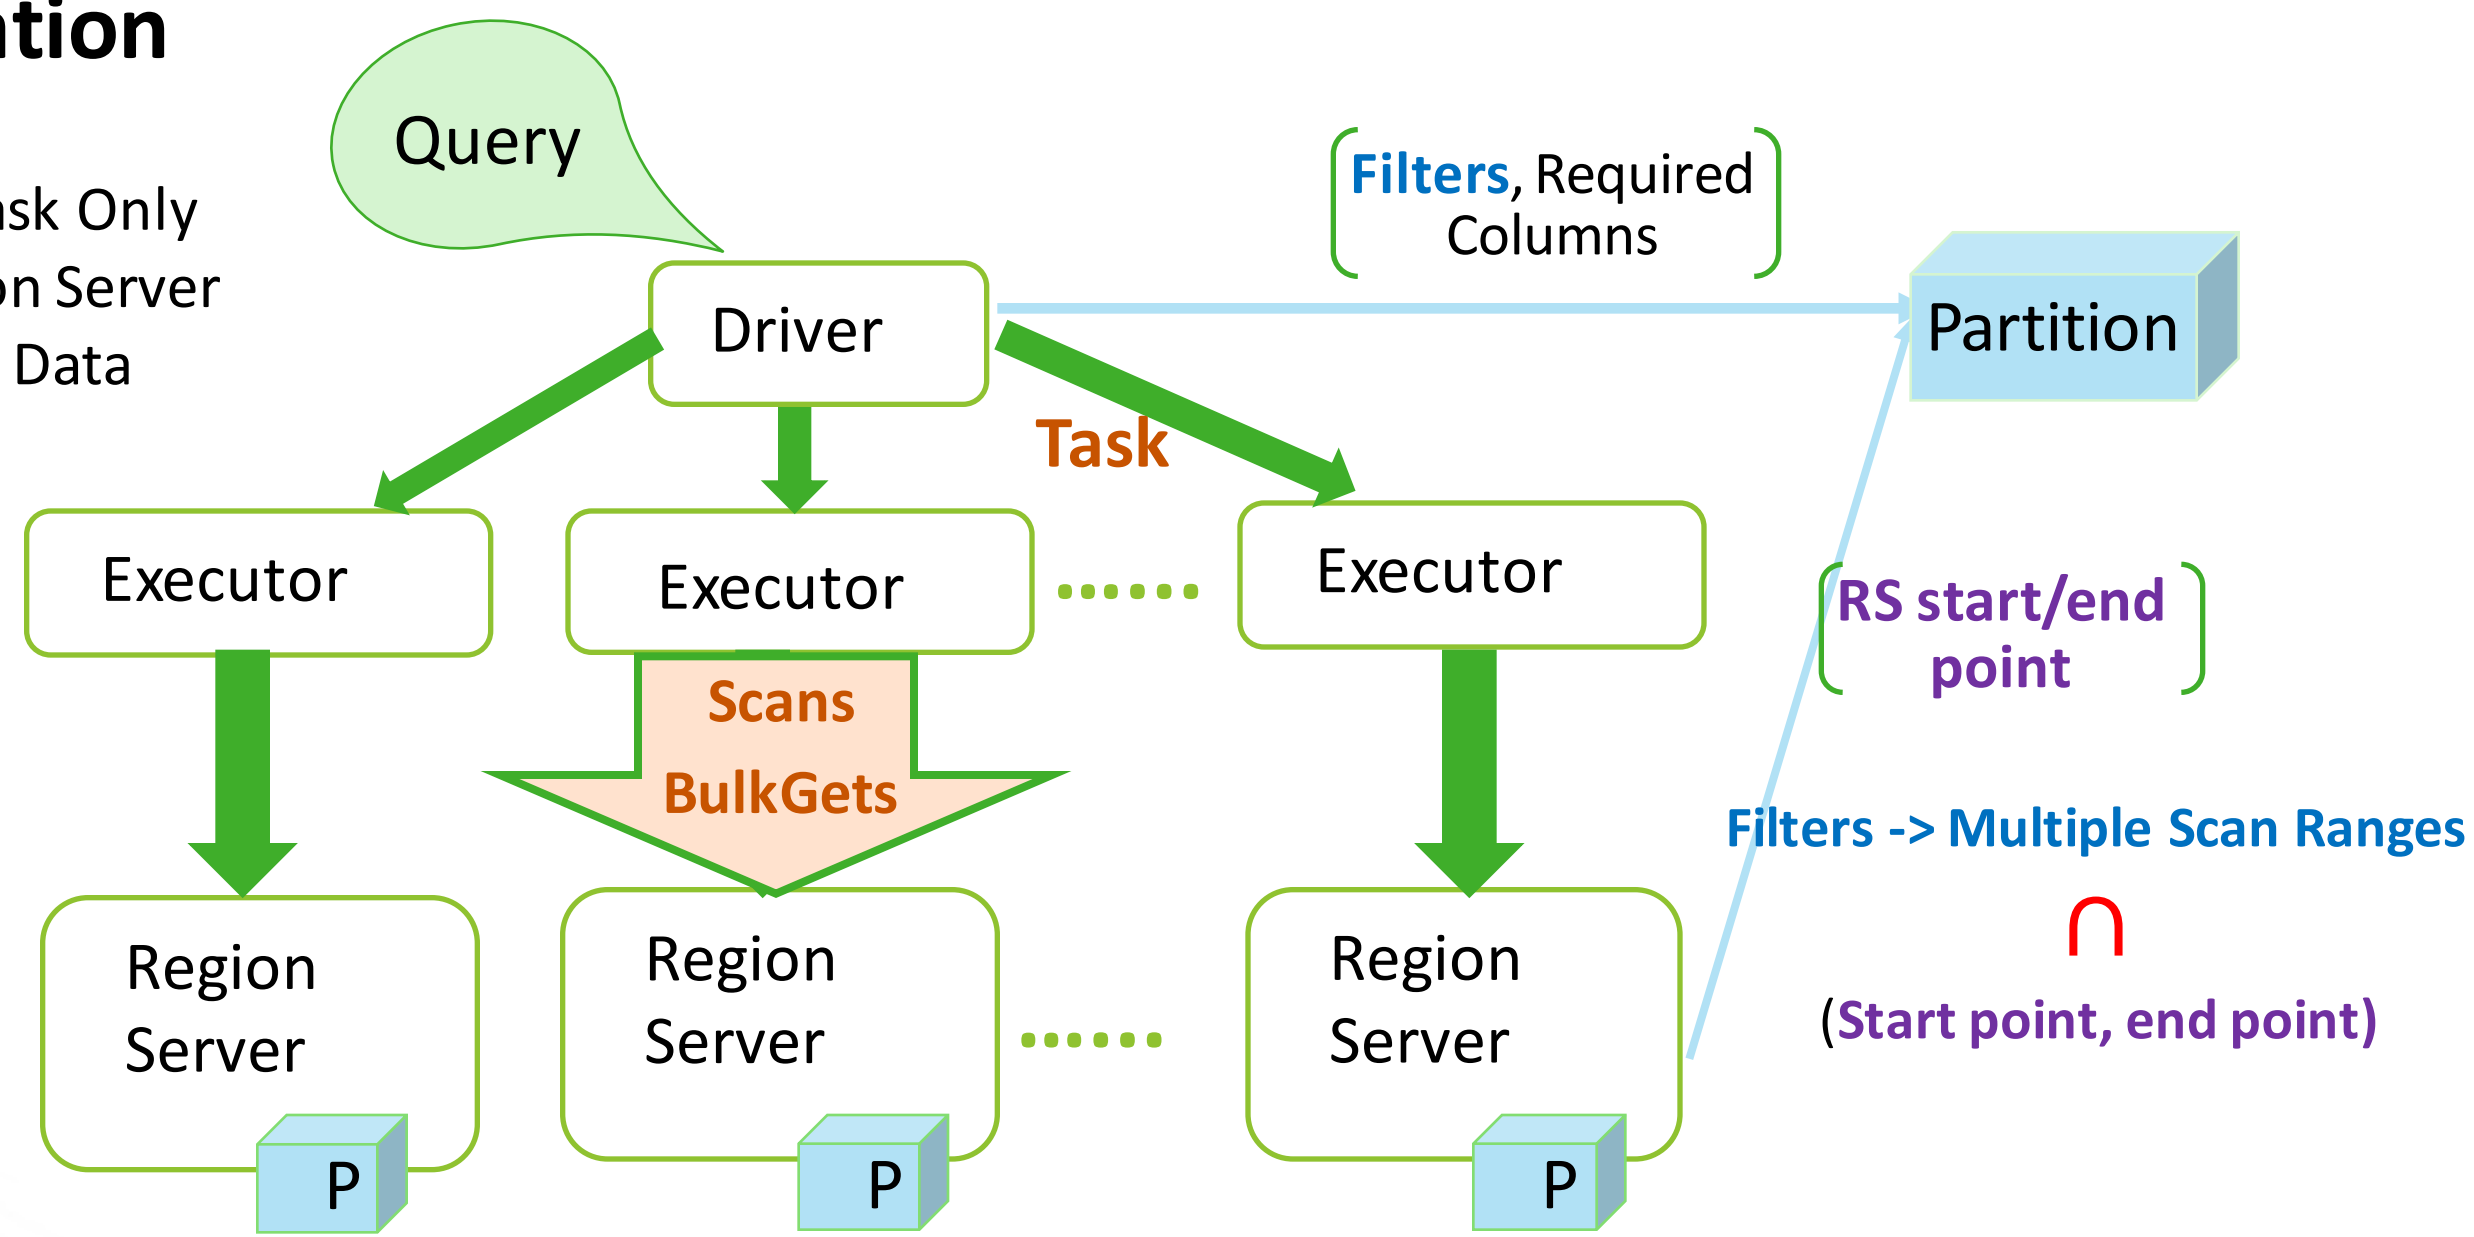 tion
Query
ask Only
on Server
Data
Filters, Required
Columns
Driver
Partition
Task
Executor
Executor
......
Executor
RS start/end
point
Scans
BulkGets
Filters -> Multiple Scan Ranges
∩
(Start point, end point)
Region
Server
Region
Server
......
Region
Server
P
P
P